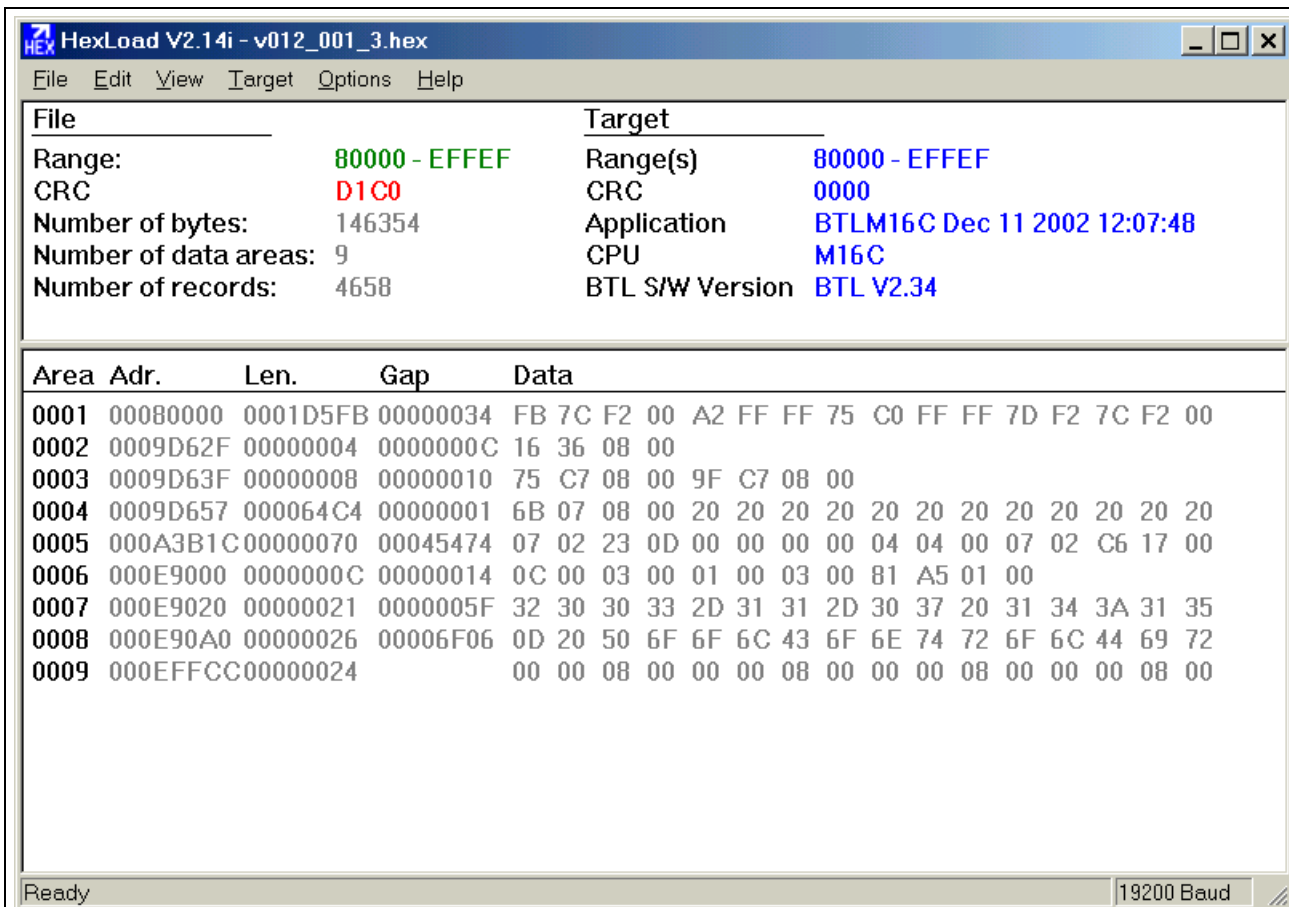 HEX HexLoad V2.14i - v012_001_3.hex
File Edit View Target Options Help
File Target
Range: 80000 - EFFEF Range(s) 80000 - EFFEF
CRC D1C0 CRC 0000
Number of bytes: 146354 Application BTLM16C Dec 11 2002 12:07:48
Number of data areas: 9 CPU M16C
Number of records: 4658 BTL S/W Version BTL V2.34
Area Adr. Len. Gap Data
0001 00080000 0001D5FB 00000034 FB 7C F2 00 A2 FF FF 75 C0 FF FF 7D F2 7C F2 00
0002 0009D62F 00000004 0000000C 16 36 08 00
0003 0009D63F 00000008 00000010 75 C7 08 00 9F C7 08 00
0004 0009D657 000064C4 00000001 6B 07 08 00 20 20 20 20 20 20 20 20 20 20 20 20
0005 000A3B1C 00000070 00045474 07 02 23 0D 00 00 00 00 04 04 00 07 02 C6 17 00
0006 000E9000 0000000C 00000014 0C 00 03 00 01 00 03 00 81 A5 01 00
0007 000E9020 00000021 0000005F 32 30 30 33 2D 31 31 2D 30 37 20 31 34 3A 31 35
0008 000E90A0 00000026 00006F06 0D 20 50 6F 6F 6C 43 6F 6E 74 72 6F 6C 44 69 72
0009 000EFFCC 00000024 00 00 08 00 00 00 08 00 00 00 08 00 00 00 08 00
Ready 19200 Baud